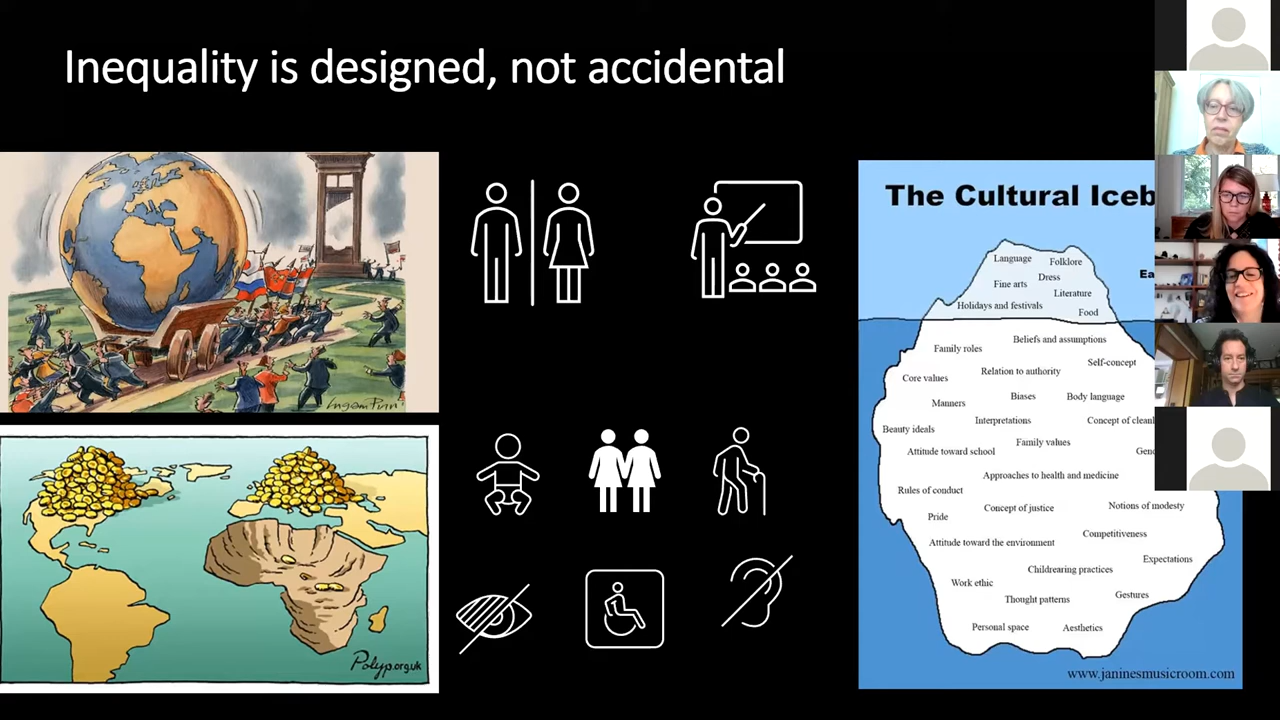 Inequality is designed, not accidental
Polyp.org.uk
The Cultural Iceb
Language
Folklore
Dress
Ea
Fine arts
Literature
Holidays and festivals
Food
Beliefs and assumptions
Family roles
Self-concept
Relation to authority
Core values
Biases
Body language
Manners
Interpretations
Concept of cleanl
Beauty ideals
Family values
Attitude toward school
Gend
Approaches to health and medicine
Rules of conduct
Concept of justice
Notions of modesty
Pride
Competitiveness
Attitude toward the environment
Expectations
Childrearing practices
Work ethic
Thought patterns
Gestures
Personal space
Aesthetics
www.janinesmusicroom.com